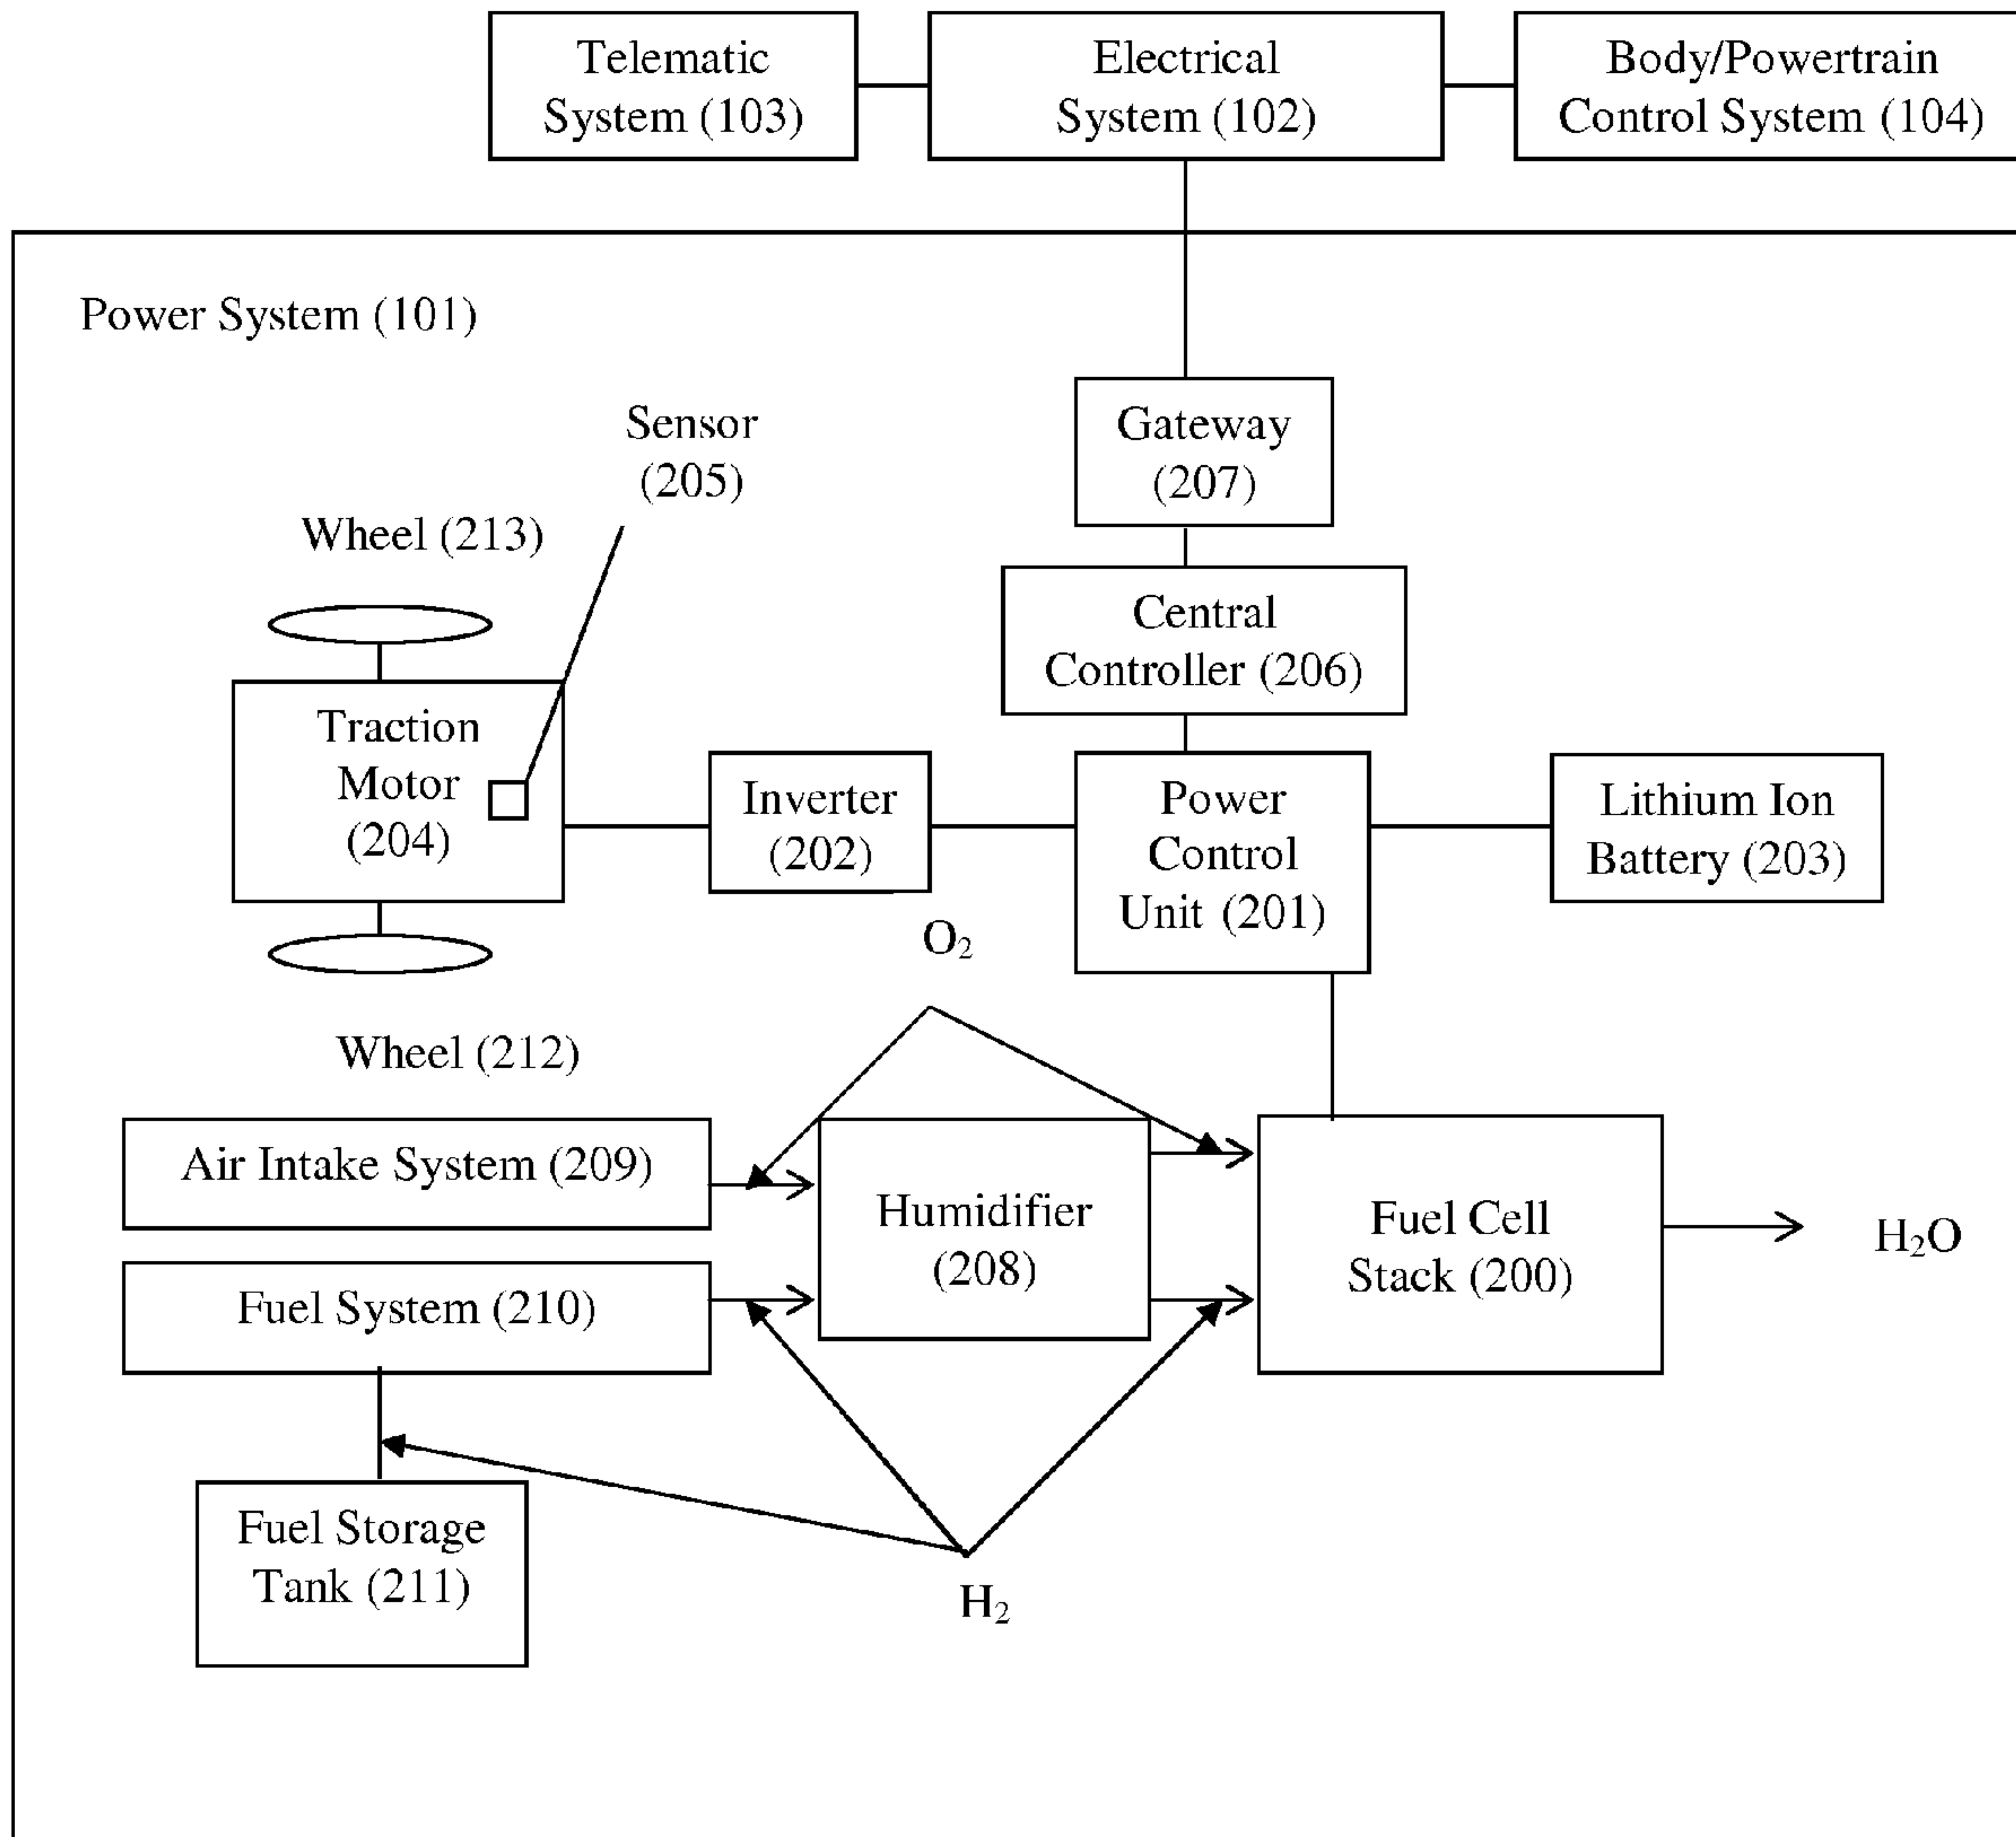 Telematic
System (103)
Electrical
System (102)
Body/Powertrain
Control System (104)
Power System (101)
Sensor
(205)
Gateway
(207)
Wheel (213)
Central
Controller (206)
Traction
Motor
(204)
Inverter
(202)
Power
Control
Unit (201)
Lithium Ion
Battery (203)
O₂
Wheel (212)
Air Intake System (209)
Humidifier
(208)
Fuel Cell
Stack (200)
H₂O
Fuel System (210)
Fuel Storage
Tank (211)
H₂